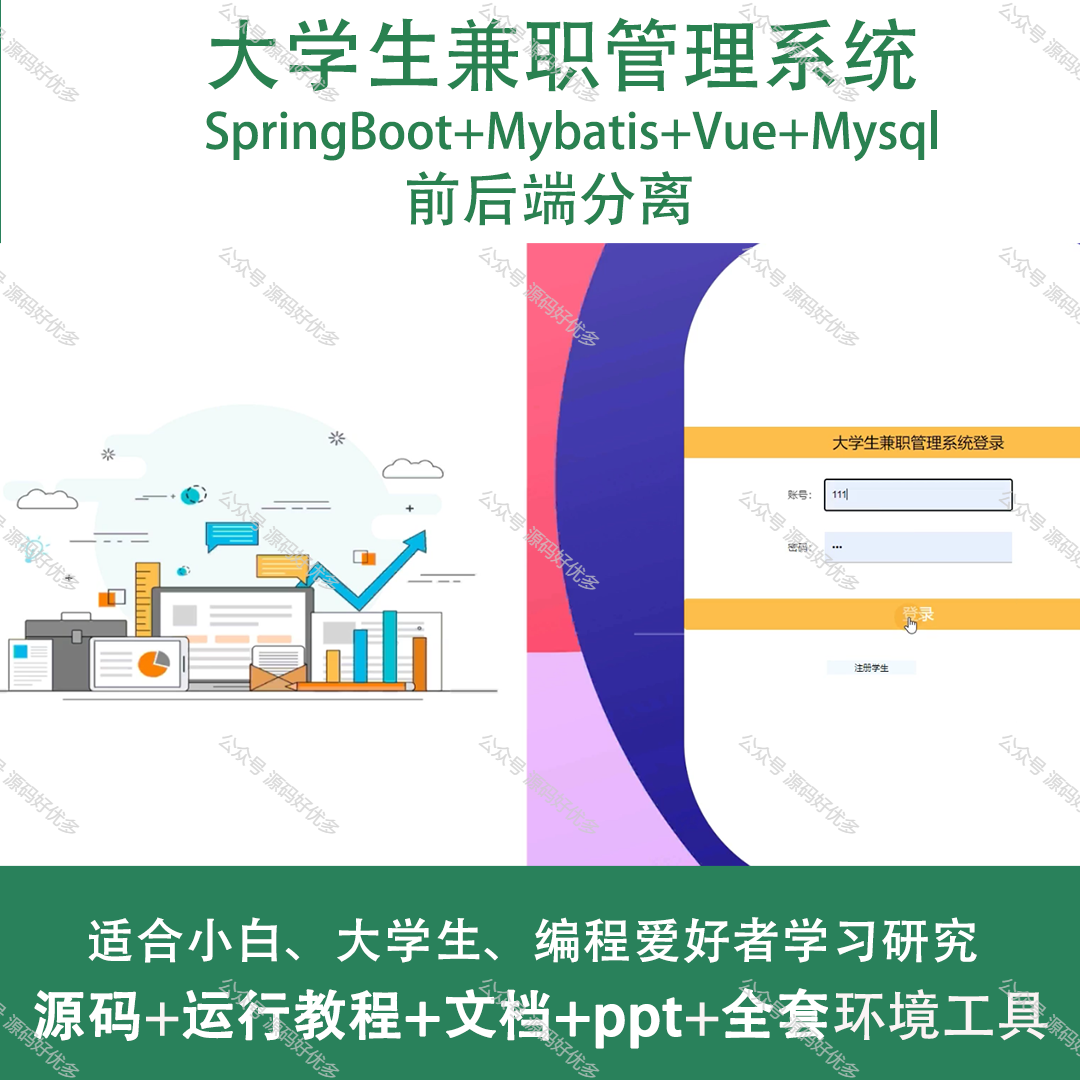 大学生兼职管理系统
SpringBoot+Mybatis+Vue+Mysql
前后端分离
大学生兼职管理系统登录
账号：
111
密码：
登录
注册学生
适合小白、大学生、编程爱好者学习研究
源码+运行教程+文档+ppt+全套环境工具
公众号 源码好优多